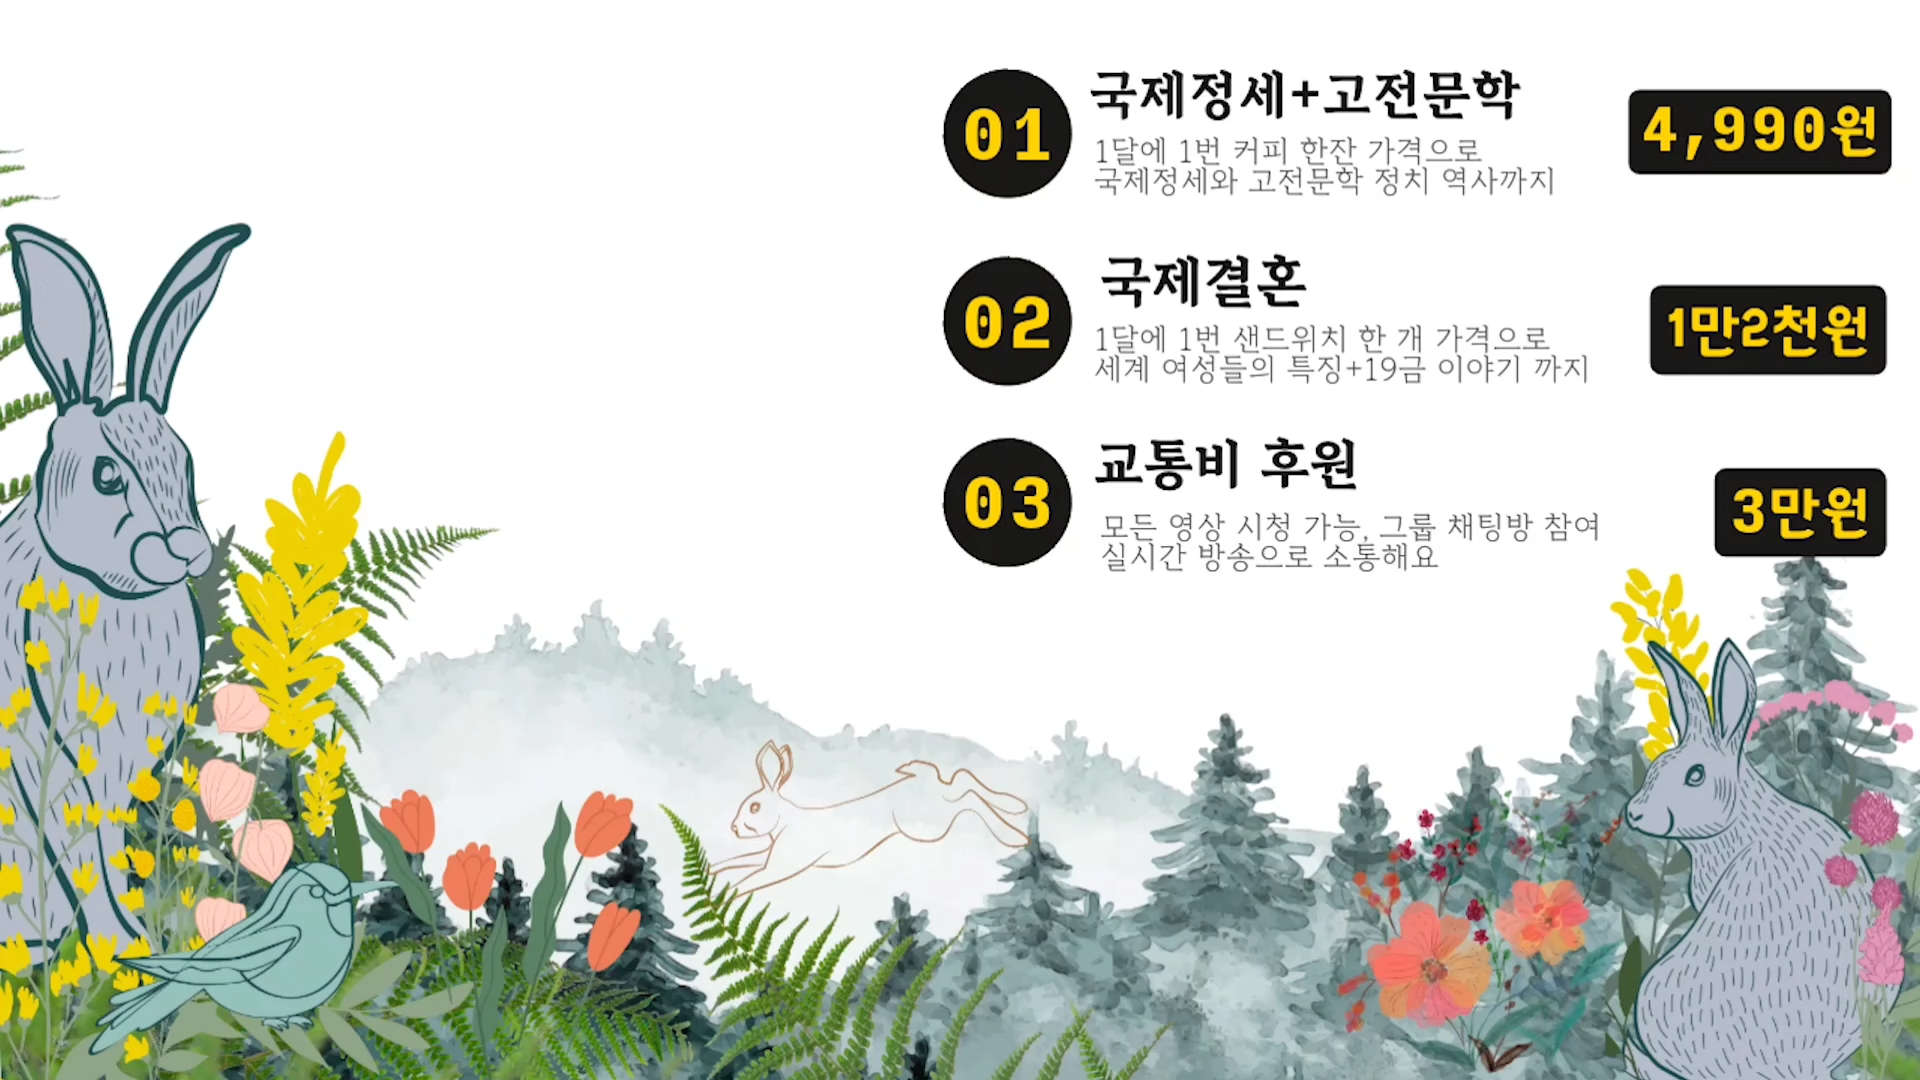 01
국제정세+고전문학
4,990원
1달에 1번 커피 한잔 가격으로
국제정세와 고전문학 정치 역사까지
02
국제결혼
1만2천원
1달에 1번 샌드위치 한 개 가격으로
세계 여성들의 특징+19금 이야기 까지
03
교통비 후원
3만원
모든 영상 시청 가능, 그룹 채팅방 참여
실시간 방송으로 소통해요